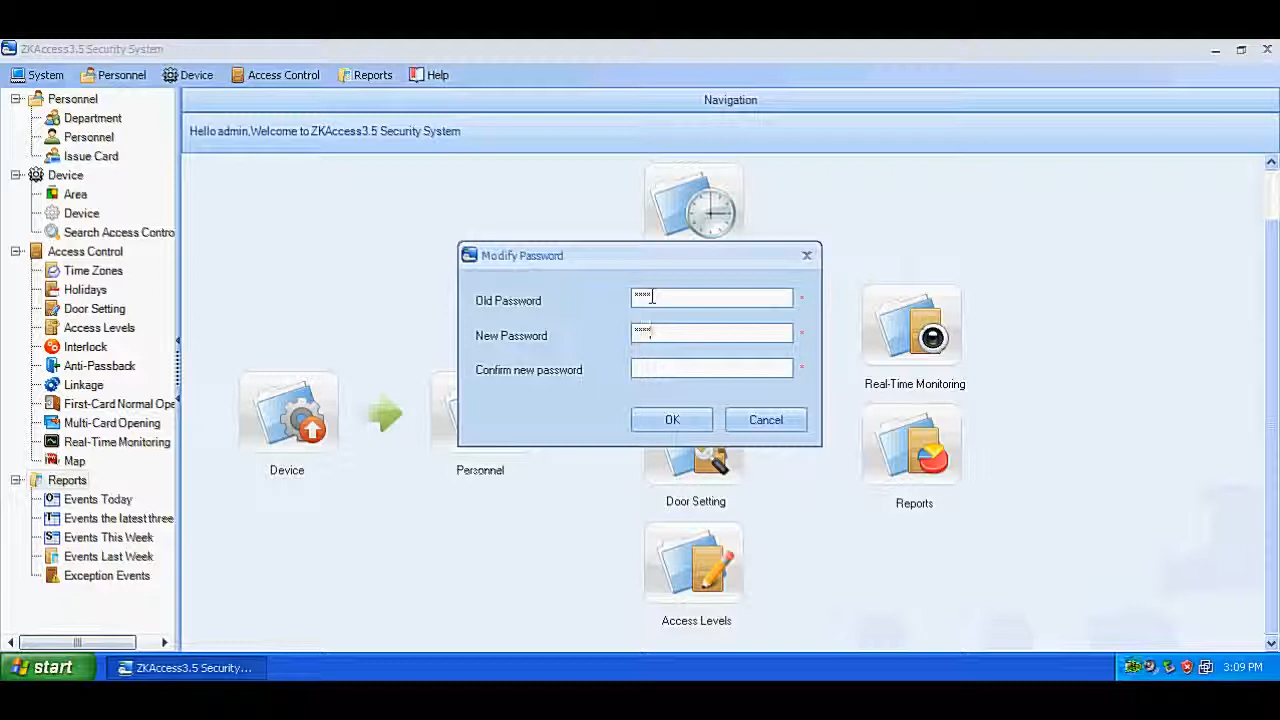 ZKAccess3.5 Security System
System
Personnel
Device
Access Control
Reports
Help
Personnel
Department
Personnel
Issue Card
Device
Area
Device
Search Access Contro
Access Control
Time Zones
Holidays
Door Setting
Access Levels
Interlock
Anti-Passback
Linkage
First-Card Normal Ope
Multi-Card Opening
Real-Time Monitoring
Map
Reports
Events Today
Events the latest three
Events This Week
Events Last Week
Exception Events
Navigation
Hello admin,Welcome to ZKAccess3.5 Security System
Modify Password
Old Password
**** *
New Password
**** *
Confirm new password
*
OK
Cancel
Device
Personnel
Door Setting
Access Levels
Real-Time Monitoring
Reports
start
ZKAccess3.5 Security...
3:09 PM